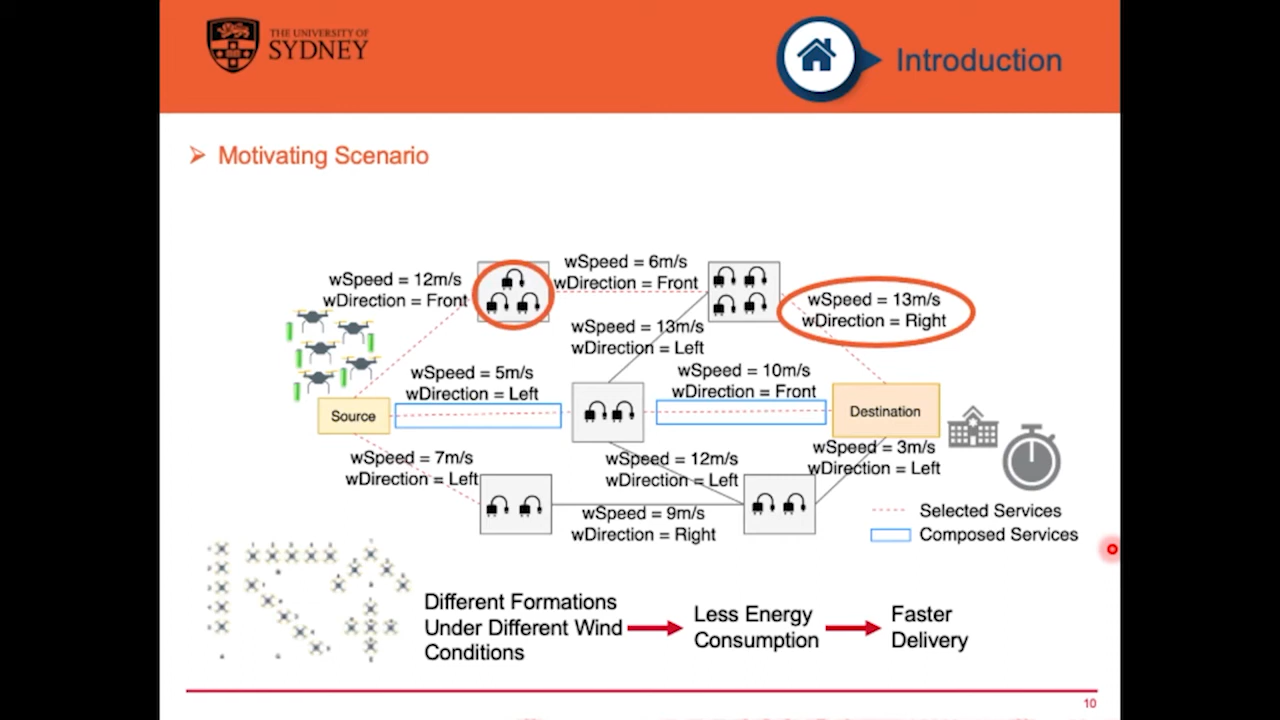 THE UNIVERSITY OF
SYDNEY
Introduction
Motivating Scenario
wSpeed = 12m/s
wDirection = Front
wSpeed = 6m/s
wDirection = Front
wSpeed = 13m/s
wDirection = Right
wSpeed = 13m/s
wDirection = Left
wSpeed = 5m/s
wDirection = Left
wSpeed = 10m/s
wDirection = Front
Source
Destination
wSpeed = 7m/s
wDirection = Left
wSpeed = 12m/s
wDirection = Left
wSpeed = 3m/s
wDirection = Left
wSpeed = 9m/s
wDirection = Right
Selected Services
Composed Services
Different Formations
Under Different Wind
Conditions
Less Energy
Consumption
Faster
Delivery
10